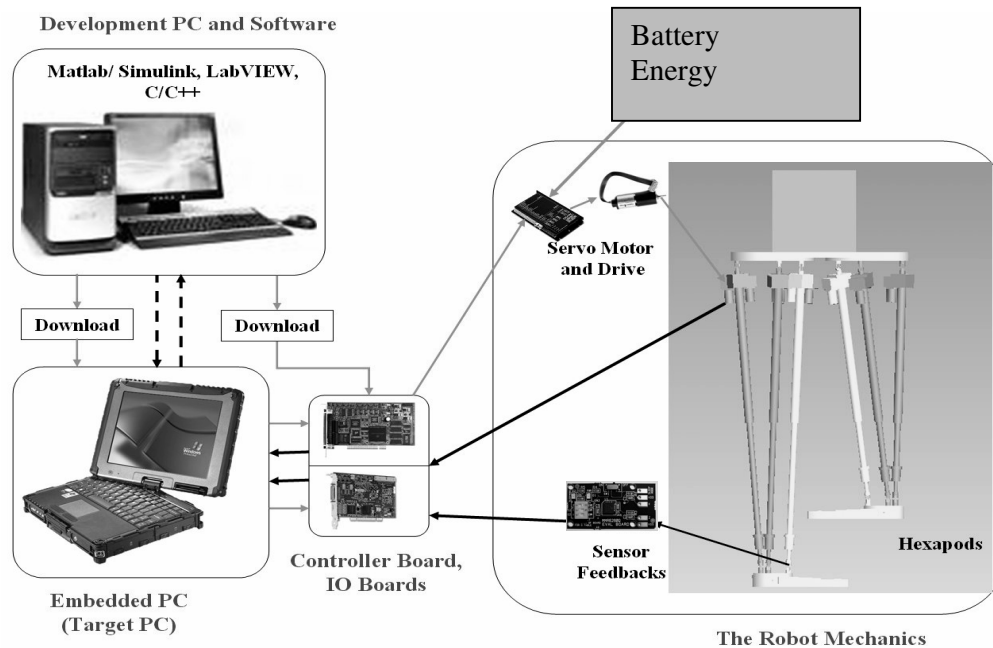 Development PC and Software
Matlab/ Simulink, LabVIEW,
C/C++
Battery
Energy
Servo Motor
and Drive
Download
Download
Controller Board,
IO Boards
Sensor
Feedbacks
Hexapods
Embedded PC
(Target PC)
The Robot Mechanics